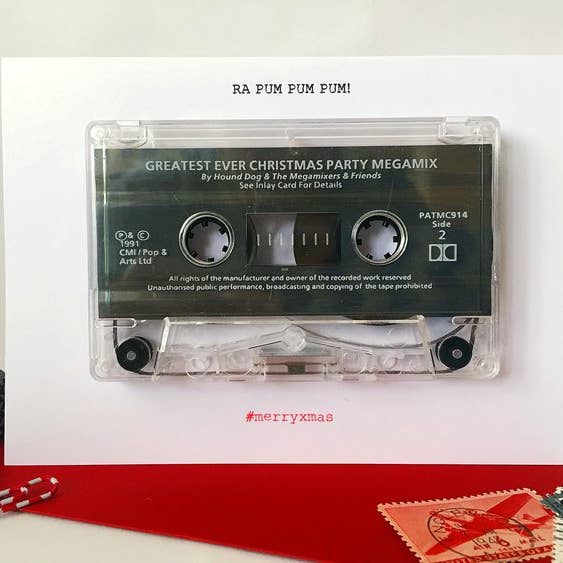 RA PUM PUM PUM!
GREATEST EVER CHRISTMAS PARTY MEGAMIX
By Hound Dog & The Megamixers & Friends
See Inlay Card For Details
Ⓟ & ©
1991
CMI / Pop &
Arts Ltd
PATMC914
Side
2
All rights of the manufacturer and owner of the recorded work reserved
Unauthorised public performance, broadcasting and copying of the tape prohibited
#merryxmas
1946
6